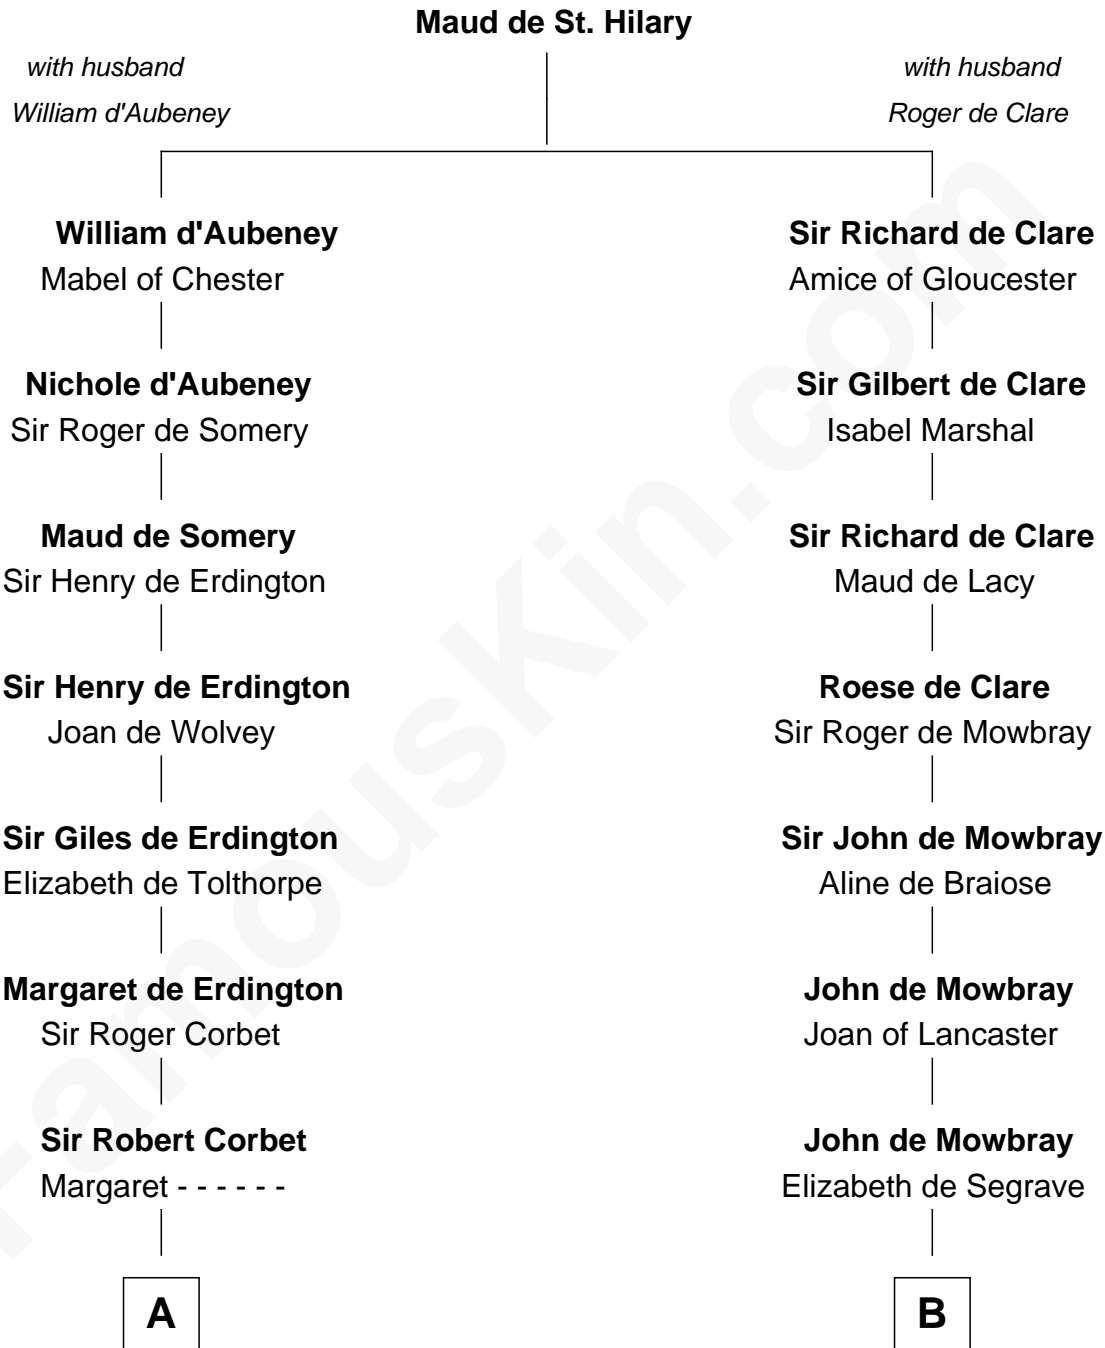 Maud de St. Hilary
with husband
William d'Aubeney
with husband
Roger de Clare
William d'Aubeney
Mabel of Chester
Sir Richard de Clare
Amice of Gloucester
Nichole d'Aubeney
Sir Roger de Somery
Sir Gilbert de Clare
Isabel Marshal
Maud de Somery
Sir Henry de Erdington
Sir Richard de Clare
Maud de Lacy
Sir Henry de Erdington
Joan de Wolvey
Roese de Clare
Sir Roger de Mowbray
Sir Giles de Erdington
Elizabeth de Tolthorpe
Sir John de Mowbray
Aline de Braiose
Margaret de Erdington
Sir Roger Corbet
John de Mowbray
Joan of Lancaster
Sir Robert Corbet
Margaret - - - - - -
John de Mowbray
Elizabeth de Segrave
A
B
FamousKin.com